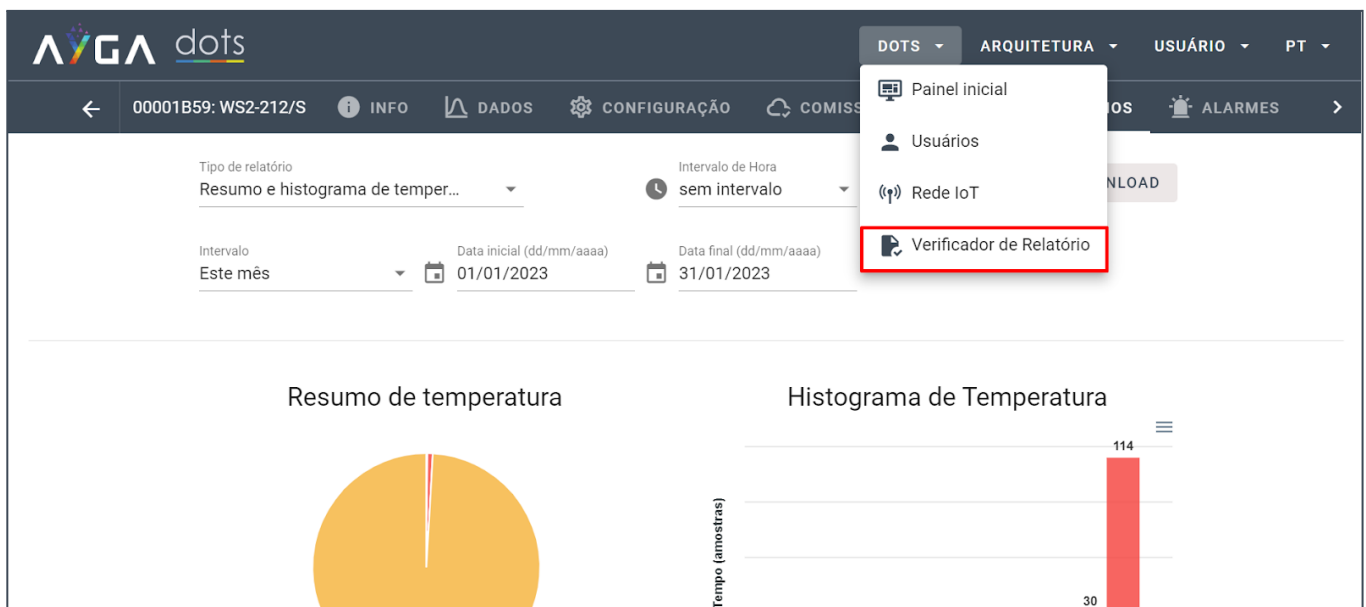 AYGA dots
DOTS
ARQUITETURA
USUÁRIO
PT
00001B59: WS2-212/S
INFO
DADOS
CONFIGURAÇÃO
ALARMES
Painel inicial
Usuários
Rede IoT
Verificador de Relatório
Tipo de relatório
Resumo e histograma de temper...
Intervalo de Hora
sem intervalo
Intervalo
Este mês
Data inicial (dd/mm/aaaa)
01/01/2023
Data final (dd/mm/aaaa)
31/01/2023
Resumo de temperatura
Histograma de Temperatura
114
Tempo (amostras)
30